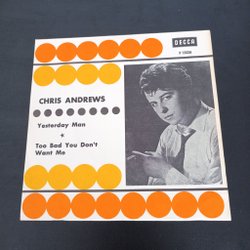 DECCA
CHRIS ANDREWS
Yesterday Man
★
Too Bad You Don't
Want Me